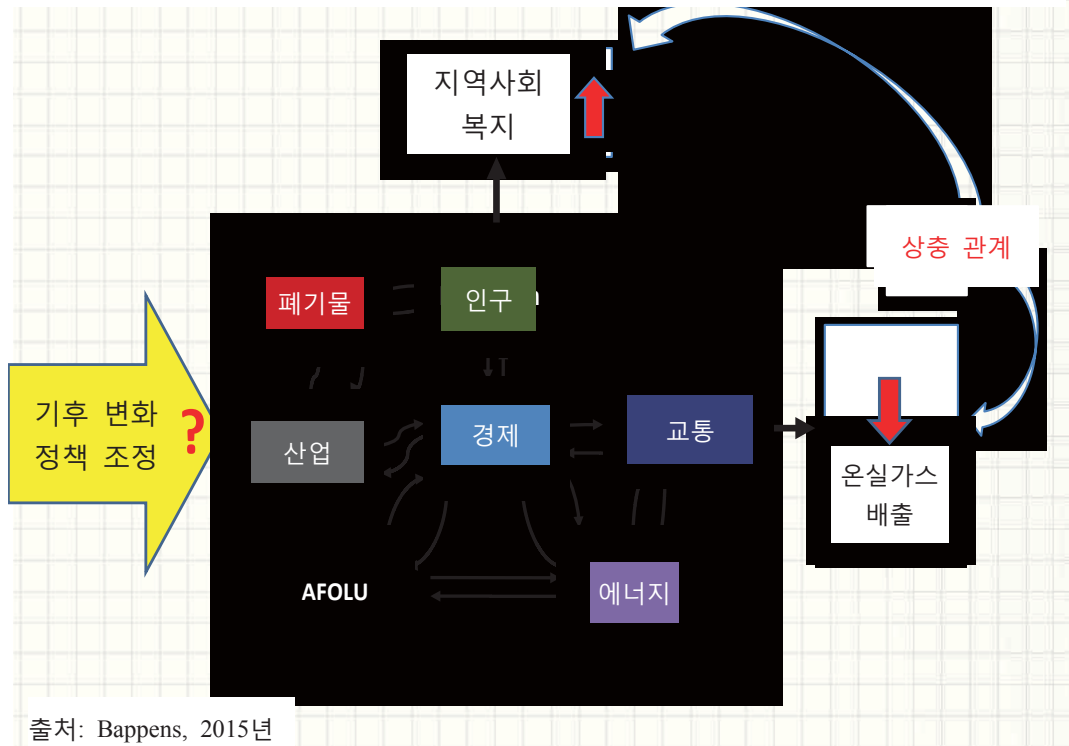 지역사회
복지
상충 관계
폐기물
인구
기후 변화
정책 조정
?
산업
경제
교통
온실가스
배출
AFOLU
에너지
출처: Bappens, 2015년